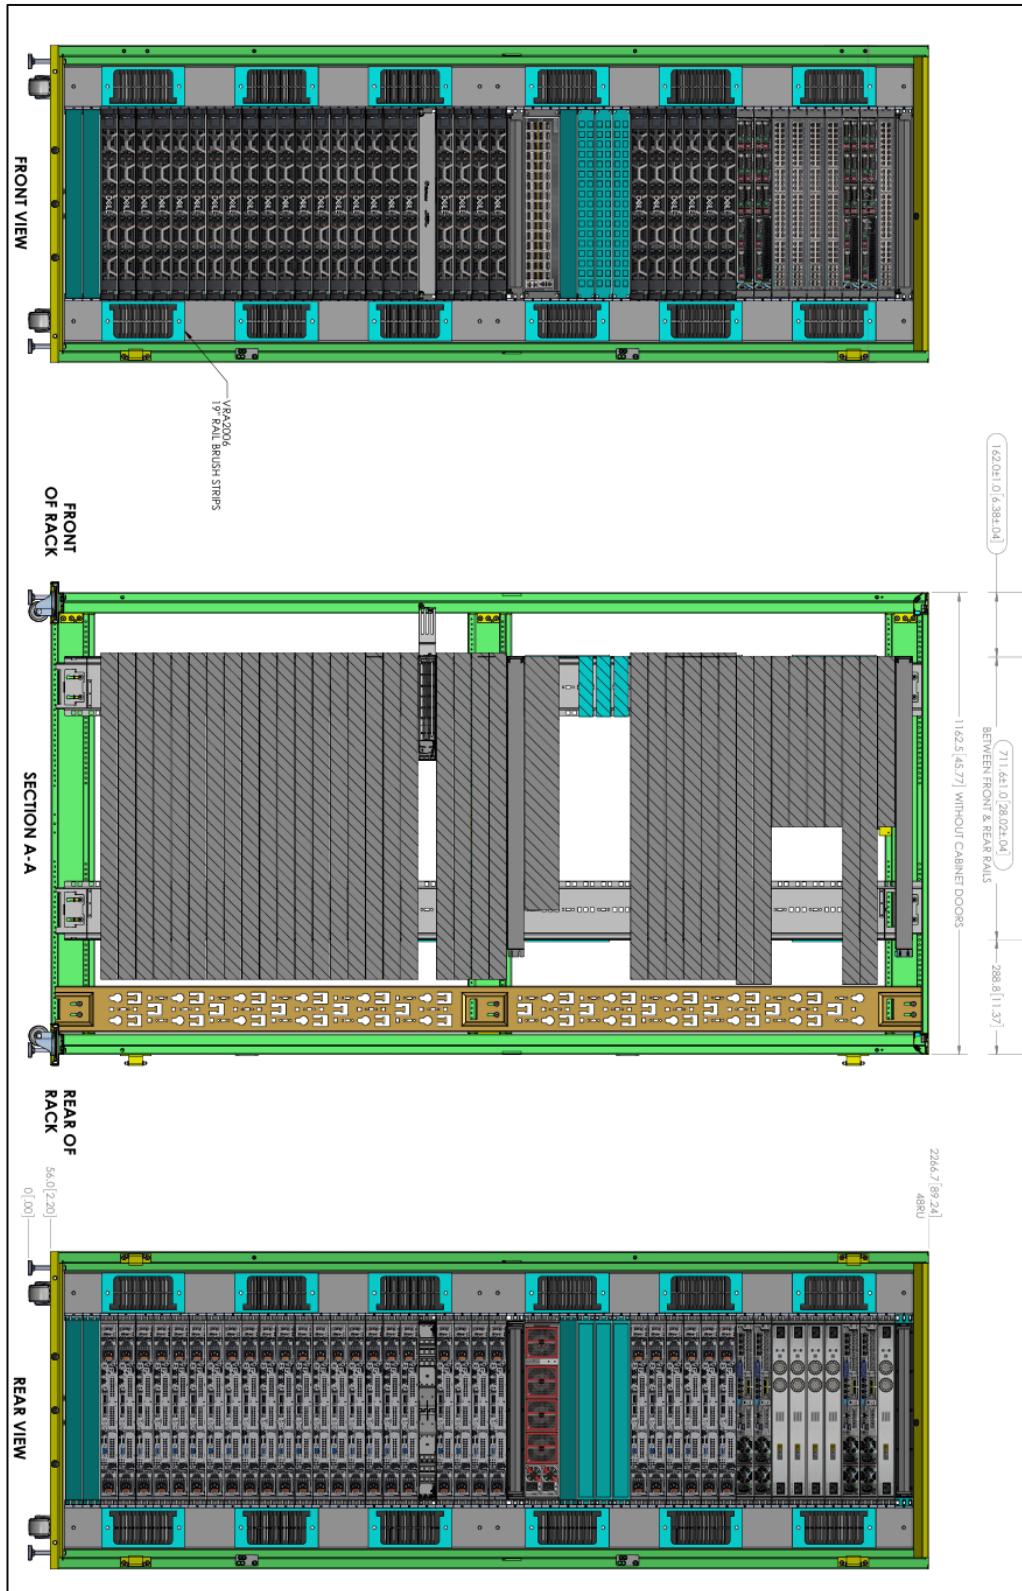 FRONT VIEW
VRA2006
19" RAIL BRUSH STRIPS
FRONT
OF RACK
SECTION A-A
REAR OF
RACK
162.0±1.0[6.38±.04]
711.6±1.0[28.02±.04]
BETWEEN FRONT & REAR RAILS
288.8[11.37]
1162.5[45.77] WITHOUT CABINET DOORS
2266.7[89.24]
48RU
56.0[2.20]
0[.00]
REAR VIEW